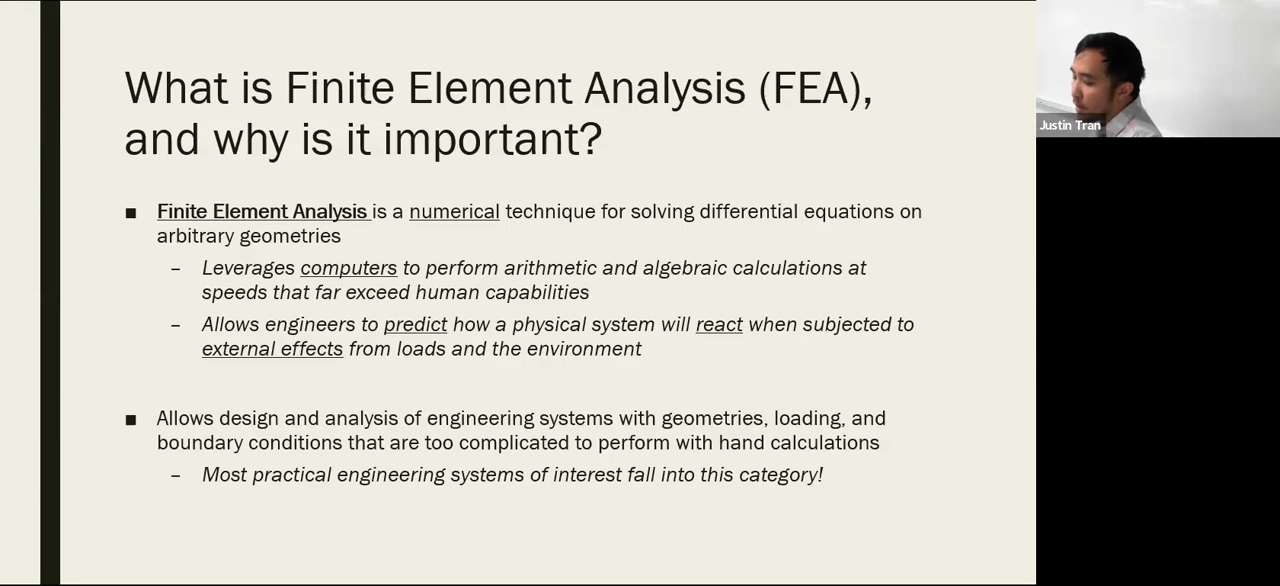 What is Finite Element Analysis (FEA),
and why is it important?
■ Finite Element Analysis is a numerical technique for solving differential equations on
arbitrary geometries
– Leverages computers to perform arithmetic and algebraic calculations at
speeds that far exceed human capabilities
– Allows engineers to predict how a physical system will react when subjected to
external effects from loads and the environment
■ Allows design and analysis of engineering systems with geometries, loading, and
boundary conditions that are too complicated to perform with hand calculations
– Most practical engineering systems of interest fall into this category!
Justin Tran